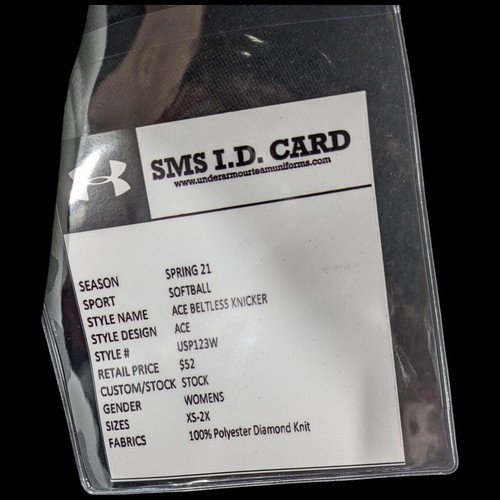 SMS I.D. CARD
www.underarmourteamuniforms.com
SEASON SPRING 21
SPORT SOFTBALL
STYLE NAME ACE BELTLESS KNICKER
STYLE DESIGN ACE
STYLE # USP123W
RETAIL PRICE $52
CUSTOM/STOCK STOCK
GENDER WOMENS
SIZES XS-2X
FABRICS 100% Polyester Diamond Knit